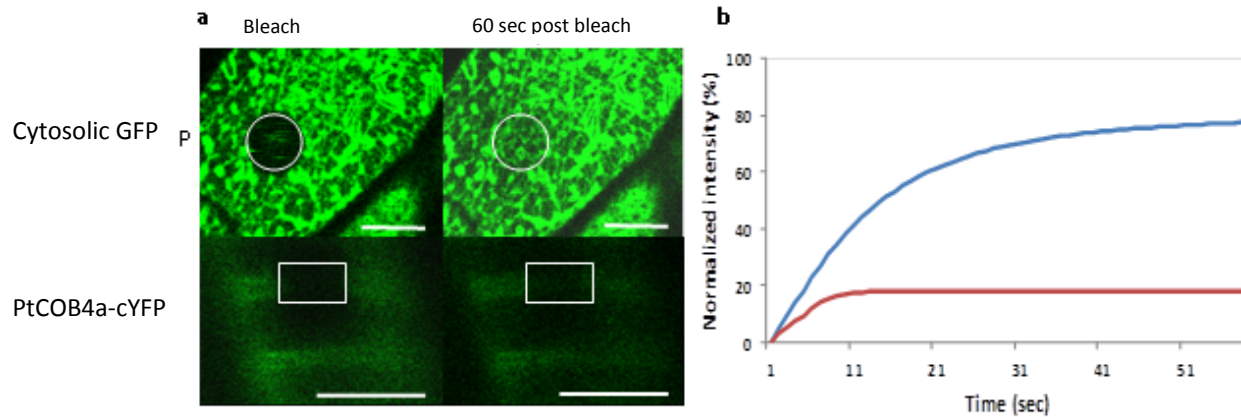 a
Bleach
60 sec post bleach
Cytosolic GFP
P
PtCOB4a-cYFP
b
Normalized intensity (%)
100
80
60
40
20
0
1 11 21 31 41 51
Time (sec)